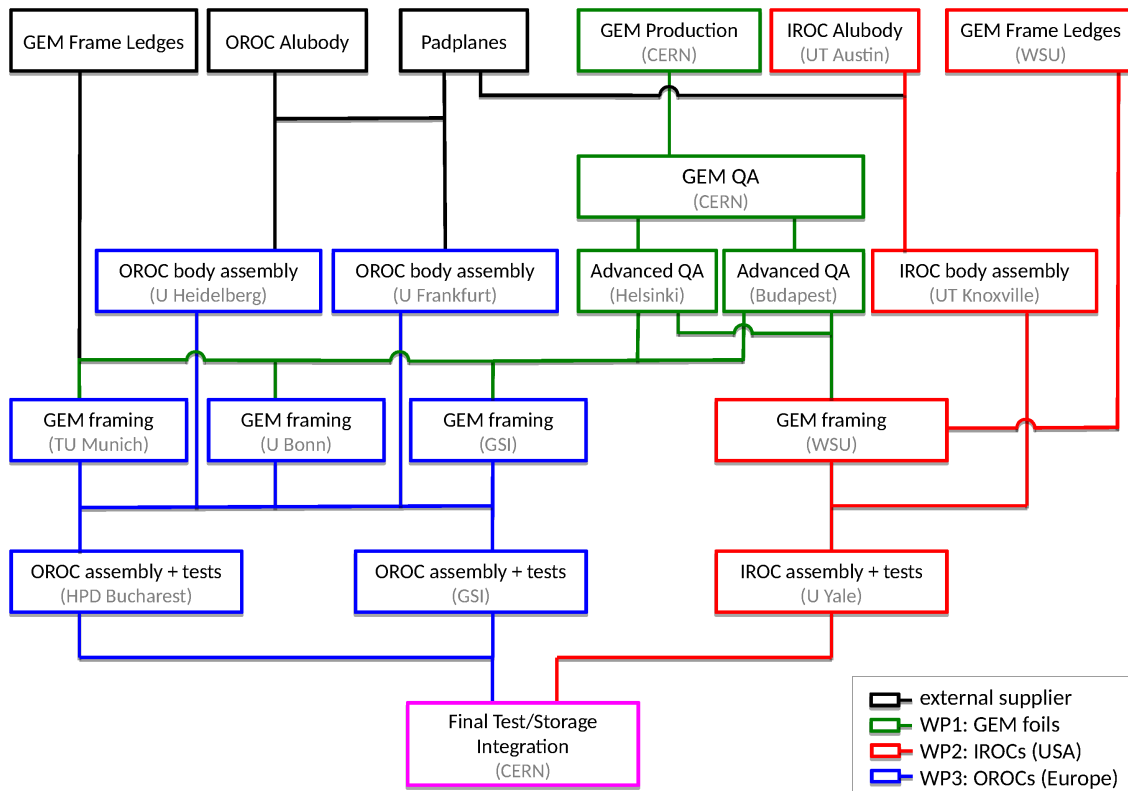 GEM Frame Ledges
OROC Alubody
Padplanes
GEM Production
(CERN)
IROC Alubody
(UT Austin)
GEM Frame Ledges
(WSU)
GEM QA
(CERN)
OROC body assembly
(U Heidelberg)
OROC body assembly
(U Frankfurt)
Advanced QA
(Helsinki)
Advanced QA
(Budapest)
IROC body assembly
(UT Knoxville)
GEM framing
(TU Munich)
GEM framing
(U Bonn)
GEM framing
(GSI)
GEM framing
(WSU)
OROC assembly + tests
(HPD Bucharest)
OROC assembly + tests
(GSI)
IROC assembly + tests
(U Yale)
Final Test/Storage
Integration
(CERN)
external supplier
WP1: GEM foils
WP2: IROCs (USA)
WP3: OROCs (Europe)